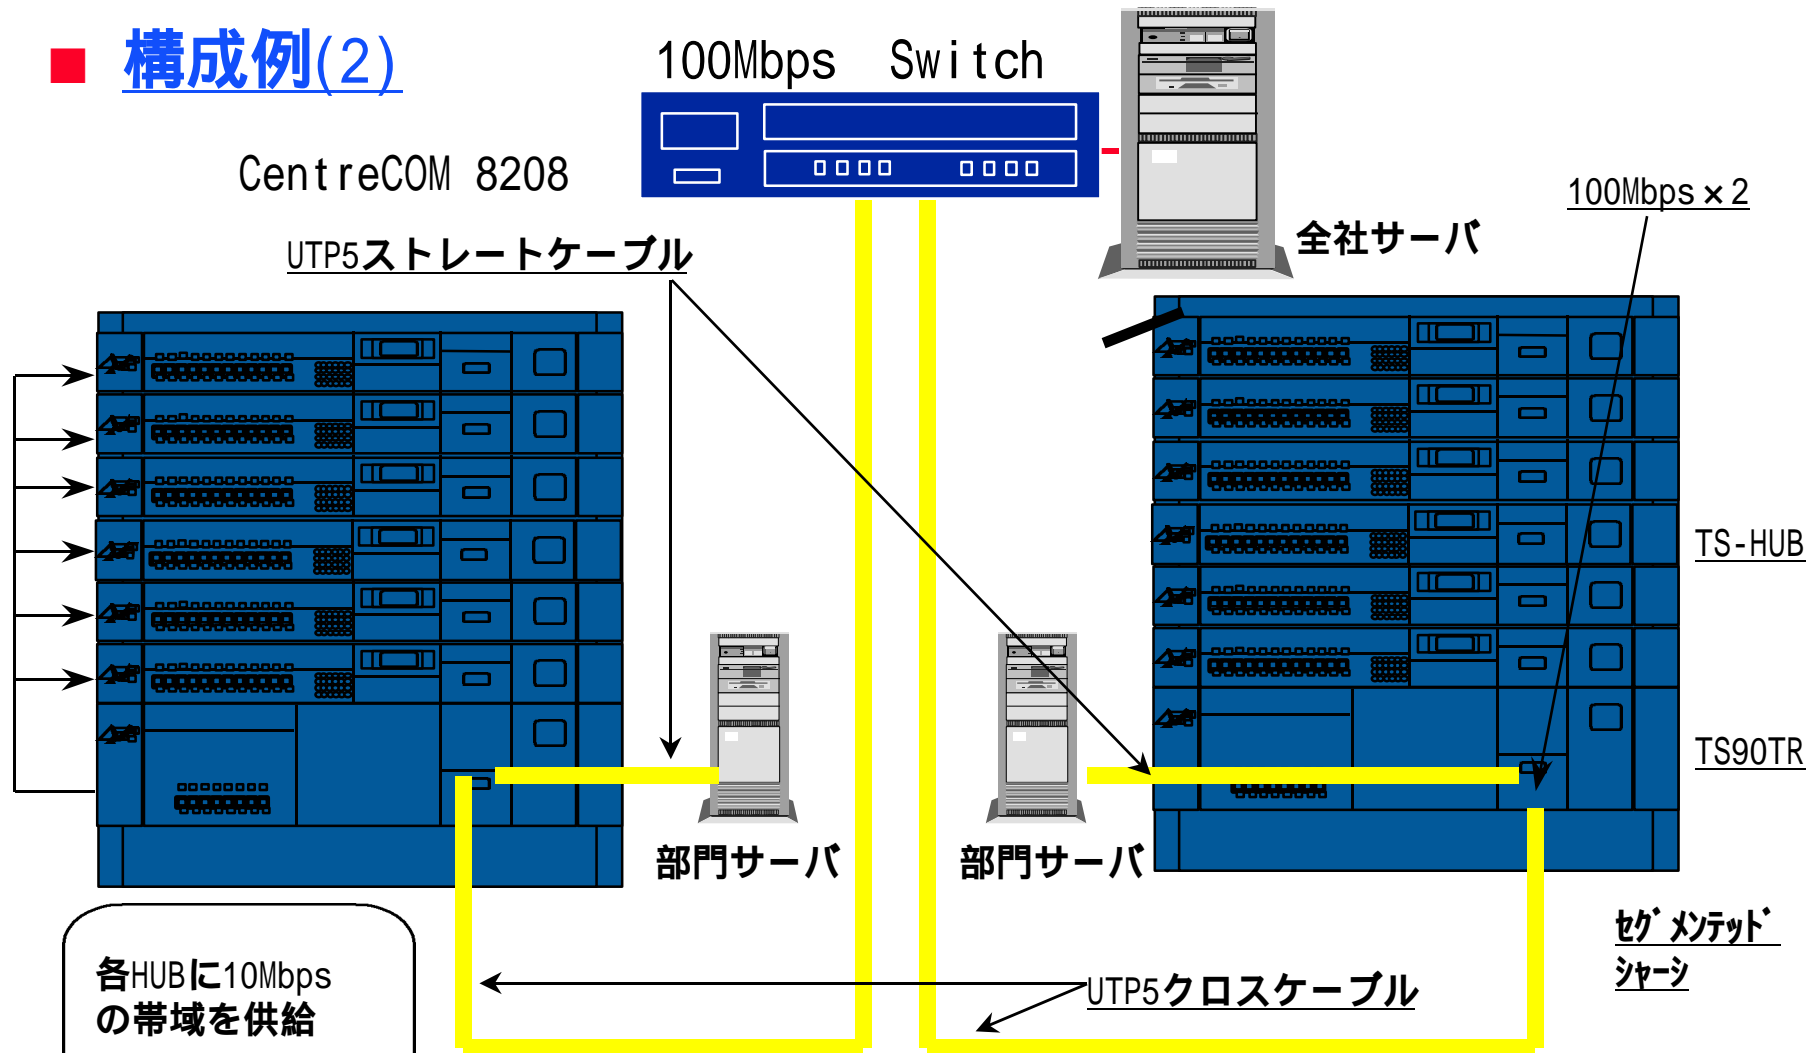 構成例(2)
100Mbps Switch
CentreCOM 8208
全社サーバ
100Mbps×2
UTP5ストレートケーブル
TS-HUB
TS90TR
部門サーバ
部門サーバ
セグメンテッド
シャーシ
各HUBに10Mbps
の帯域を供給
UTP5クロスケーブル